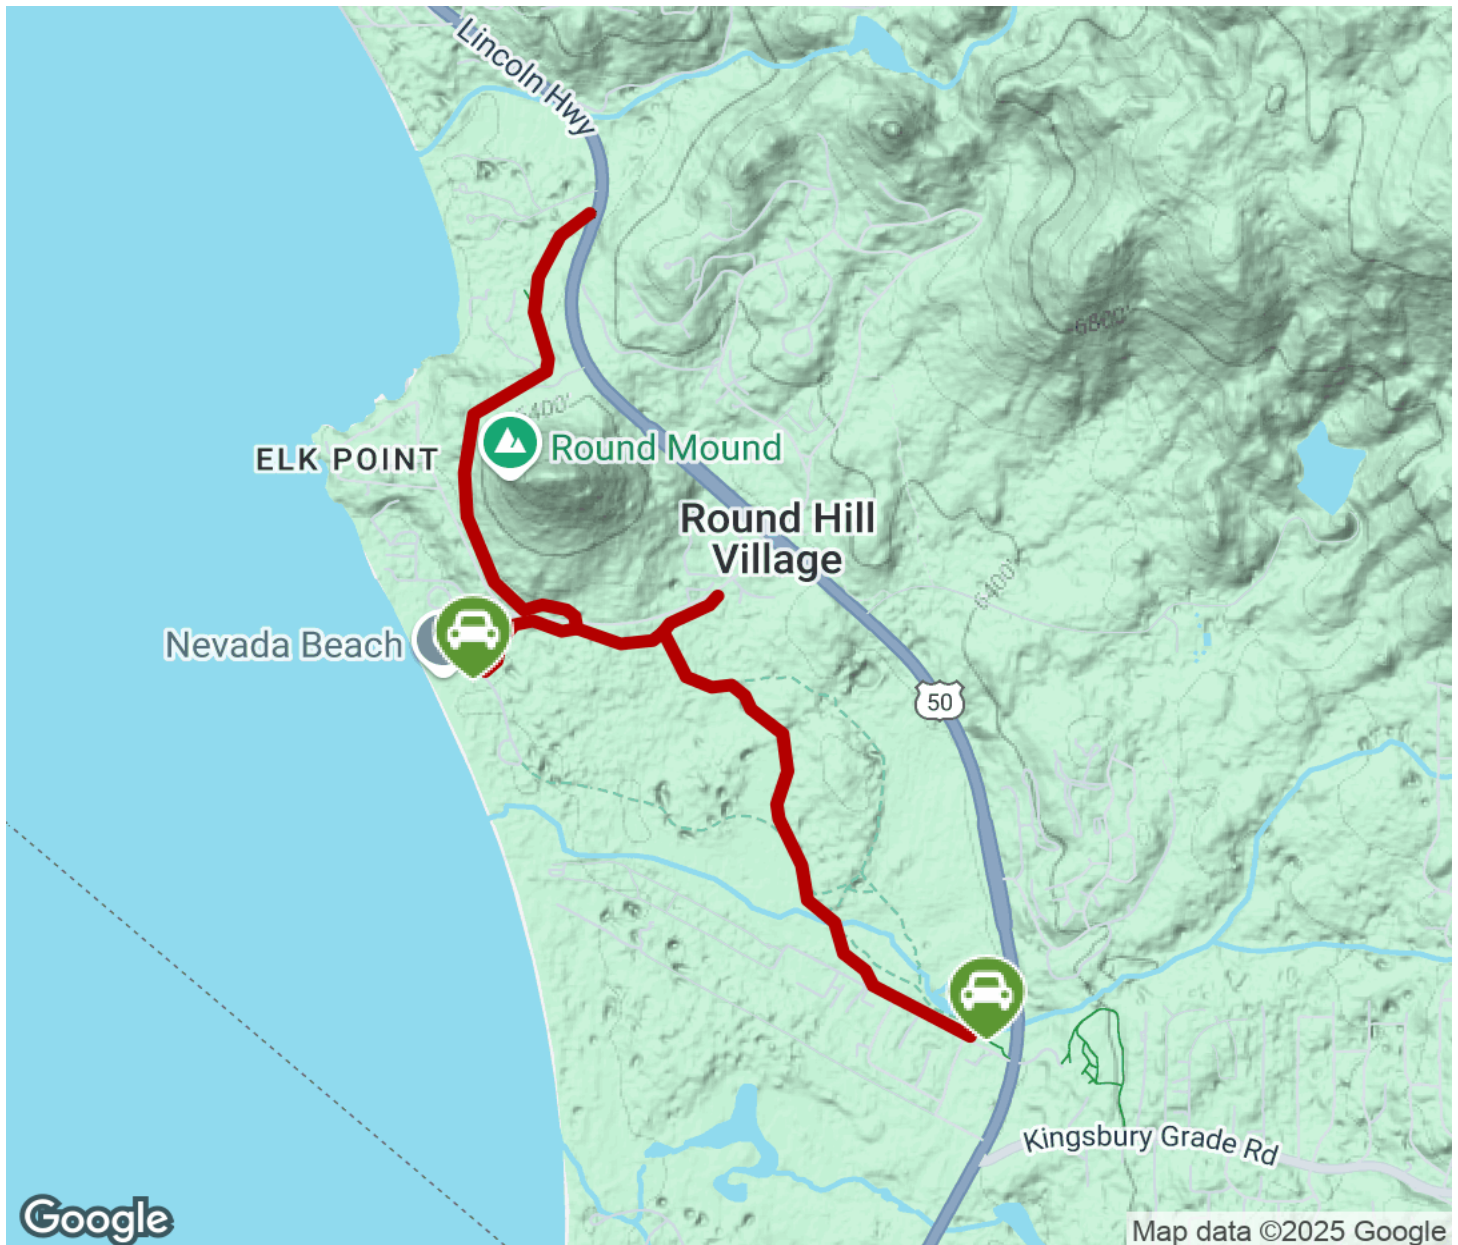 Lincoln Hwy
6800'
6400'
ELK POINT
Round Mound
Round Hill
Village
6400'
Nevada Beach
50
Kingsbury Grade Rd
Google
Map data ©2025 Google